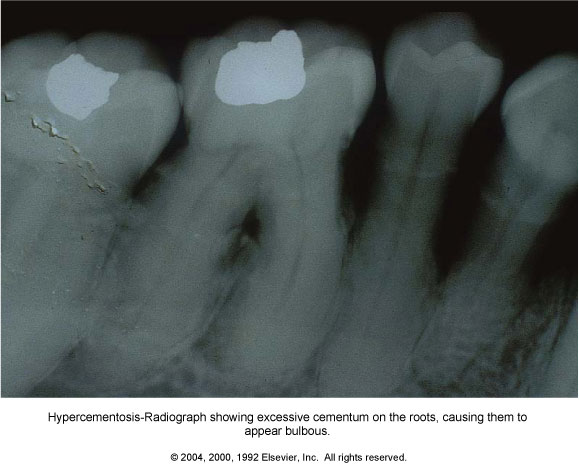 Hypercementosis-Radiograph showing excessive cementum on the roots, causing them to
appear bulbous.
© 2004, 2000, 1992 Elsevier, Inc.  All rights reserved.